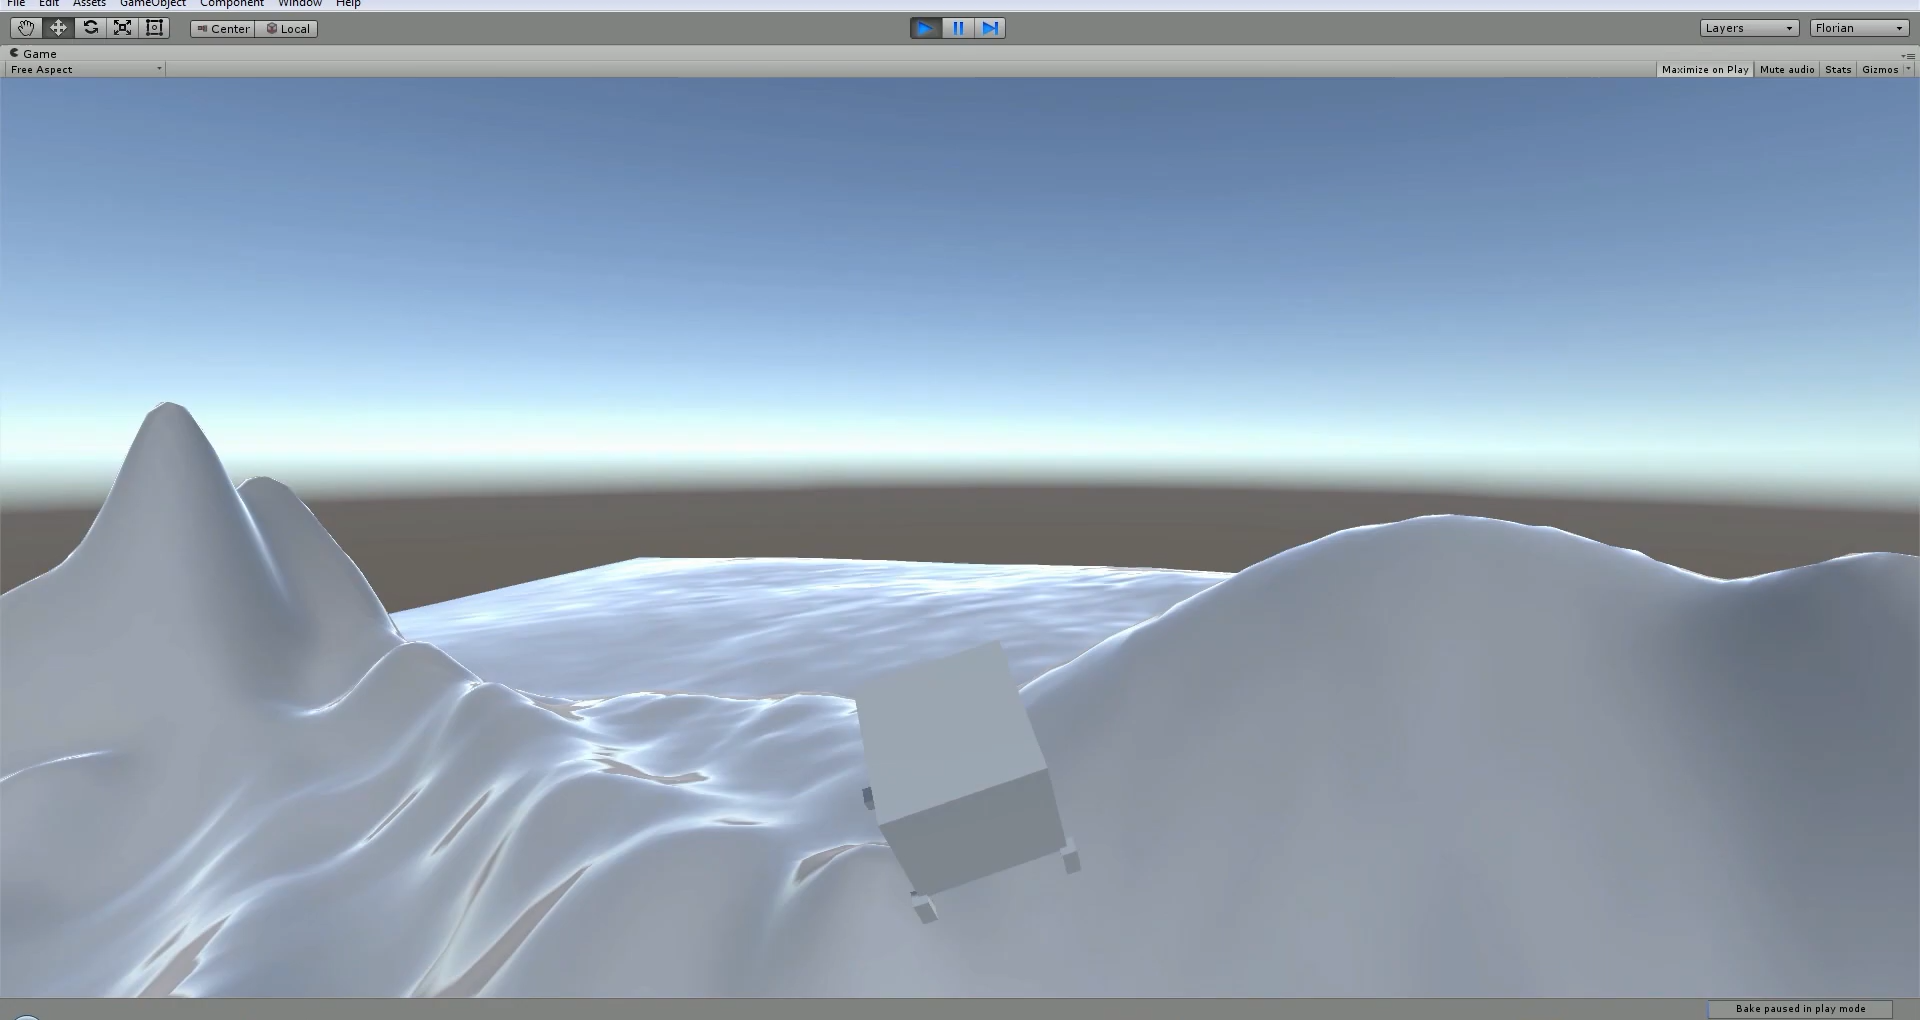 File Edit Assets GameObject Component Window Help
Center Local Layers Florian
Game
Free Aspect Maximize on Play Mute audio Stats Gizmos
Bake paused in play mode